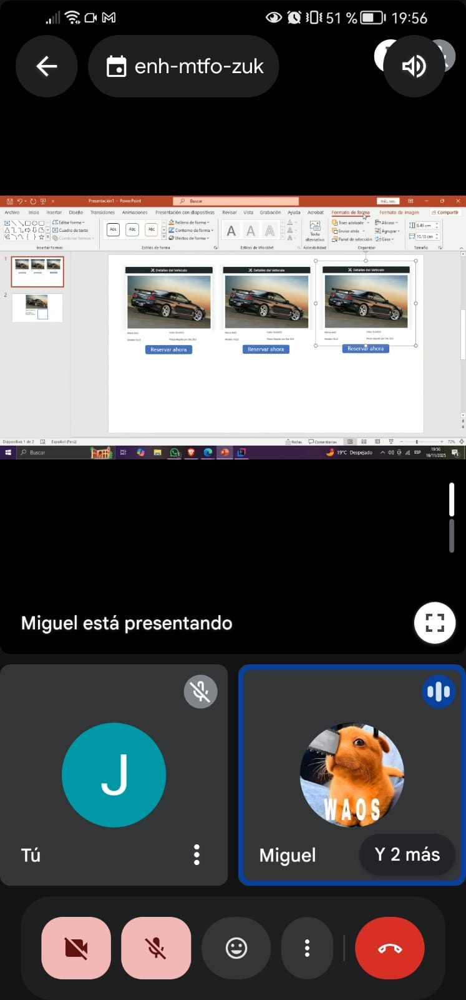 51 % 19:56
enh-mtfo-zuk
Presentación1 - PowerPoint
Buscar
Inic. ses.
Archivo Inicio Insertar Diseño Transiciones Animaciones Presentación con diapositivas Revisar Vista Grabación Ayuda Acrobat Formato de forma Formato de imagen Compartir
Editar forma
Cuadro de texto
Combinar formas
Insertar formas
Abc Abc Abc
Relleno de forma
Contorno de forma
Efectos de forma
Estilos de forma
A A A
Estilos de WordArt
Texto
alternativo
Accesibilidad
Traer adelante
Enviar atrás
Panel de selección
Alinear
Agrupar
Girar
Organizar
8.49 cm
10.13 cm
Tamaño
1
2
Detalles del Vehículo
Reservar ahora
Detalles del Vehículo
Reservar ahora
Detalles del Vehículo
Reservar ahora
Diapositiva 1 de 2 Español (Perú)
Notas Comentarios 72%
Buscar
19°C Despejado
ESP
19:56
16/11/2025
Miguel está presentando
J
Tú
WAOS
Miguel
Y 2 más